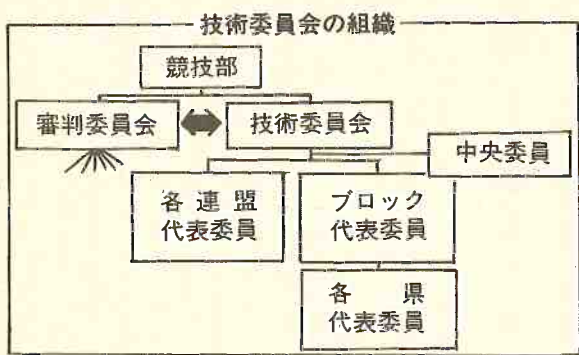 技術委員会の組織
競技部
審判委員会
技術委員会
中央委員
各連盟
代表委員
ブロック
代表委員
各県
代表委員